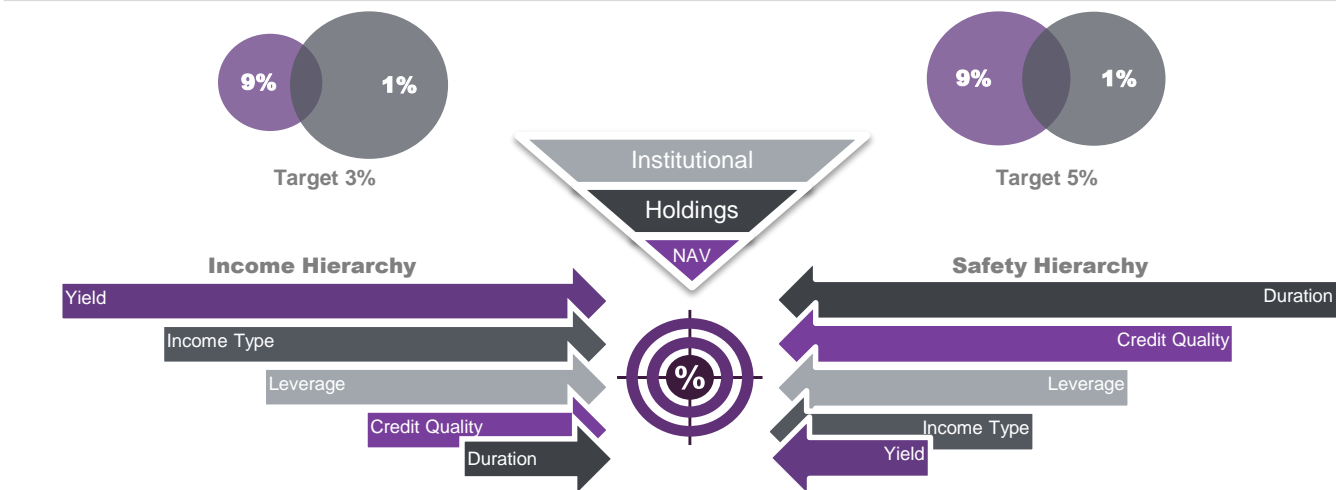 9%
1%
Target 3%
9%
1%
Target 5%
Institutional
Holdings
NAV
Income Hierarchy
Yield
Income Type
Leverage
Credit Quality
Duration
%
Safety Hierarchy
Duration
Credit Quality
Leverage
Income Type
Yield